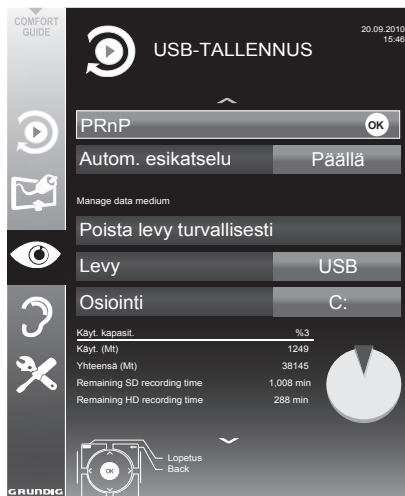 COMFORT
GUIDE
USB-TALLENNUS
20.09.2010
15:46
PRnP
OK
Autom. esikatselu Päällä
Manage data medium
Poista levy turvallisesti
Levy USB
Osiointi C:
Käyt. kapasit. %3
Käyt. (Mt) 1249
Yhteensä (Mt) 38145
Remaining SD recording time 1,008 min
Remaining HD recording time 288 min
Lopetus
Back
OK
GRUNDIG